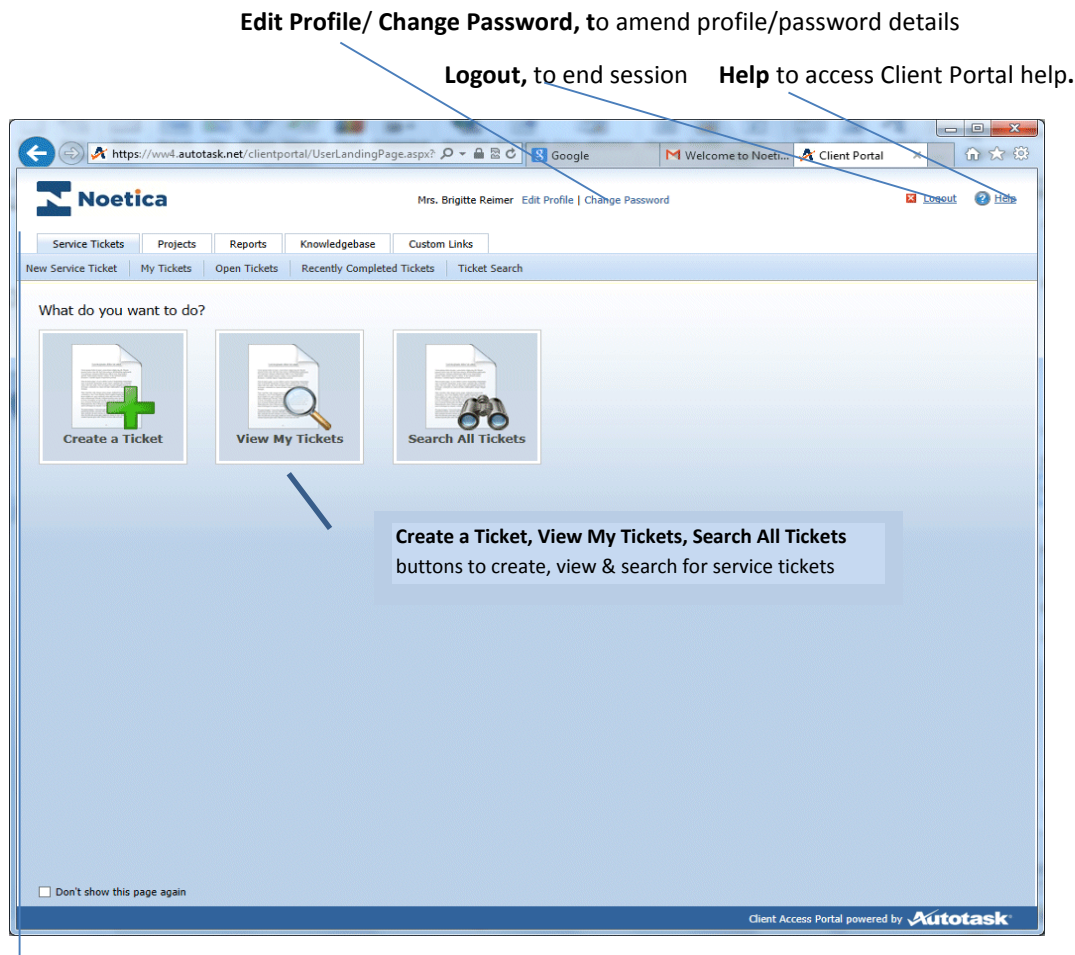 Edit Profile/ Change Password, to amend profile/password details
Logout, to end session Help to access Client Portal help.
https://ww4.autotask.net/clientportal/UserLandingPage.aspx? Google Welcome to Noeti... Client Portal
Noetica Mrs. Brigitte Reimer Edit Profile | Change Password Logout Help
Service Tickets Projects Reports Knowledgebase Custom Links
New Service Ticket My Tickets Open Tickets Recently Completed Tickets Ticket Search
What do you want to do?
Create a Ticket View My Tickets Search All Tickets
Create a Ticket, View My Tickets, Search All Tickets
buttons to create, view & search for service tickets
Don't show this page again
Client Access Portal powered by Autotask